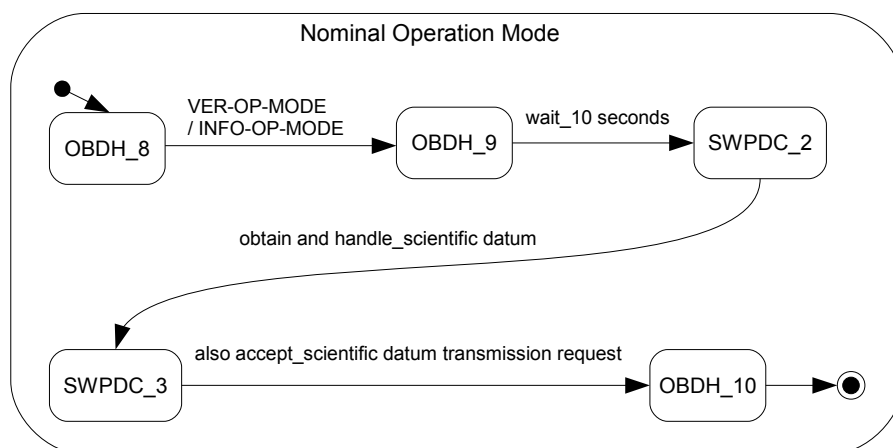 Nominal Operation Mode
VER-OP-MODE
/ INFO-OP-MODE
wait_10 seconds
OBDH_8
OBDH_9
SWPDC_2
obtain and handle_scientific datum
also accept_scientific datum transmission request
SWPDC_3
OBDH_10